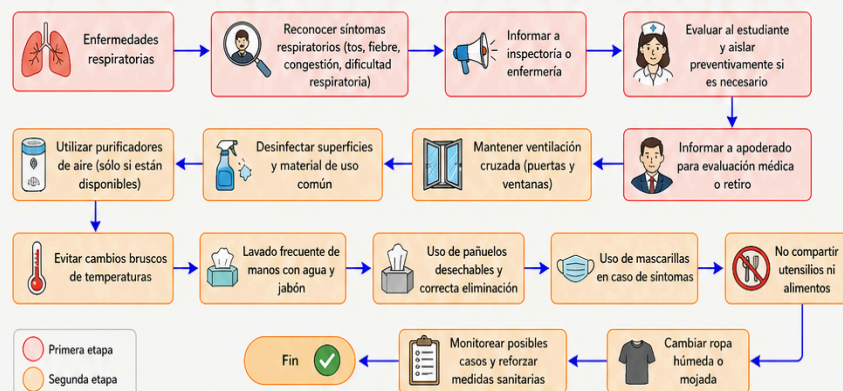 Enfermedades
respiratorias
Reconocer síntomas
respiratorios (tos, fiebre,
congestión, dificultad
respiratoria)
Informar a
inspectoría o
enfermería
Evaluar al estudiante
y aislar
preventivamente si
es necesario
Informar a apoderado
para evaluación médica
o retiro
Mantener ventilación
cruzada (puertas y
ventanas)
Desinfectar superficies
y material de uso
común
Utilizar purificadores
de aire (sólo si están
disponibles)
Evitar cambios bruscos
de temperaturas
Lavado frecuente de
manos con agua y
jabón
Uso de pañuelos
desechables y
correcta eliminación
Uso de mascarillas
en caso de síntomas
No compartir
utensilios ni
alimentos
Cambiar ropa
húmeda o
mojada
Monitorear posibles
casos y reforzar
medidas sanitarias
Fin
Primera etapa
Segunda etapa